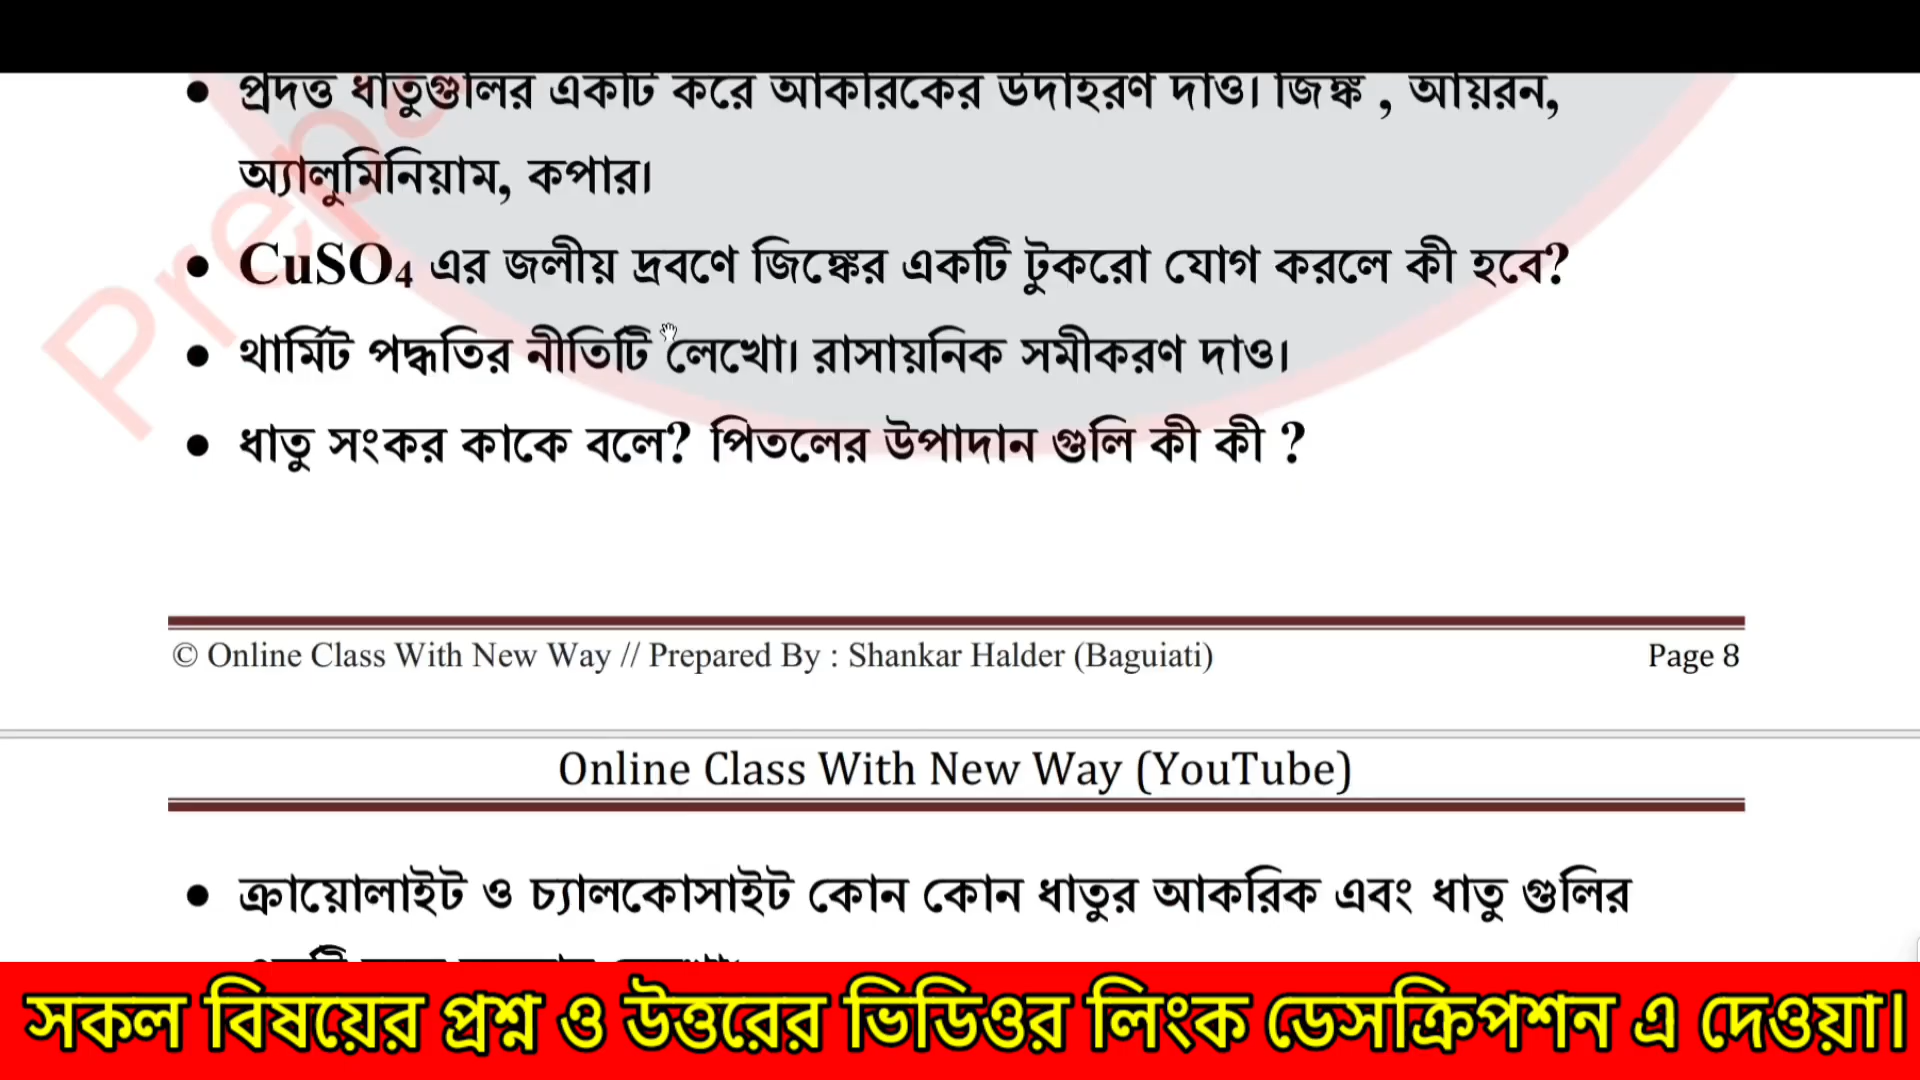 ● প্রদত্ত ধাতুগুলির একটি করে আকরিকের উদাহরণ দাও। জিঙ্ক , আয়রন,
অ্যালুমিনিয়াম, কপার।
● CuSO₄ এর জলীয় দ্রবণে জিঙ্কের একটি টুকরো যোগ করলে কী হবে?
● থার্মিট পদ্ধতির নীতিটি লেখো। রাসায়নিক সমীকরণ দাও।
● ধাতু সংকর কাকে বলে? পিতলের উপাদান গুলি কী কী ?
© Online Class With New Way // Prepared By : Shankar Halder (Baguiati) Page 8
Online Class With New Way (YouTube)
● ক্রায়োলাইট ও চ্যালকোসাইট কোন কোন ধাতুর আকরিক এবং ধাতু গুলির
সকল বিষয়ের প্রশ্ন ও উত্তরের ভিডিওর লিংক ডেসক্রিপশন এ দেওয়া।